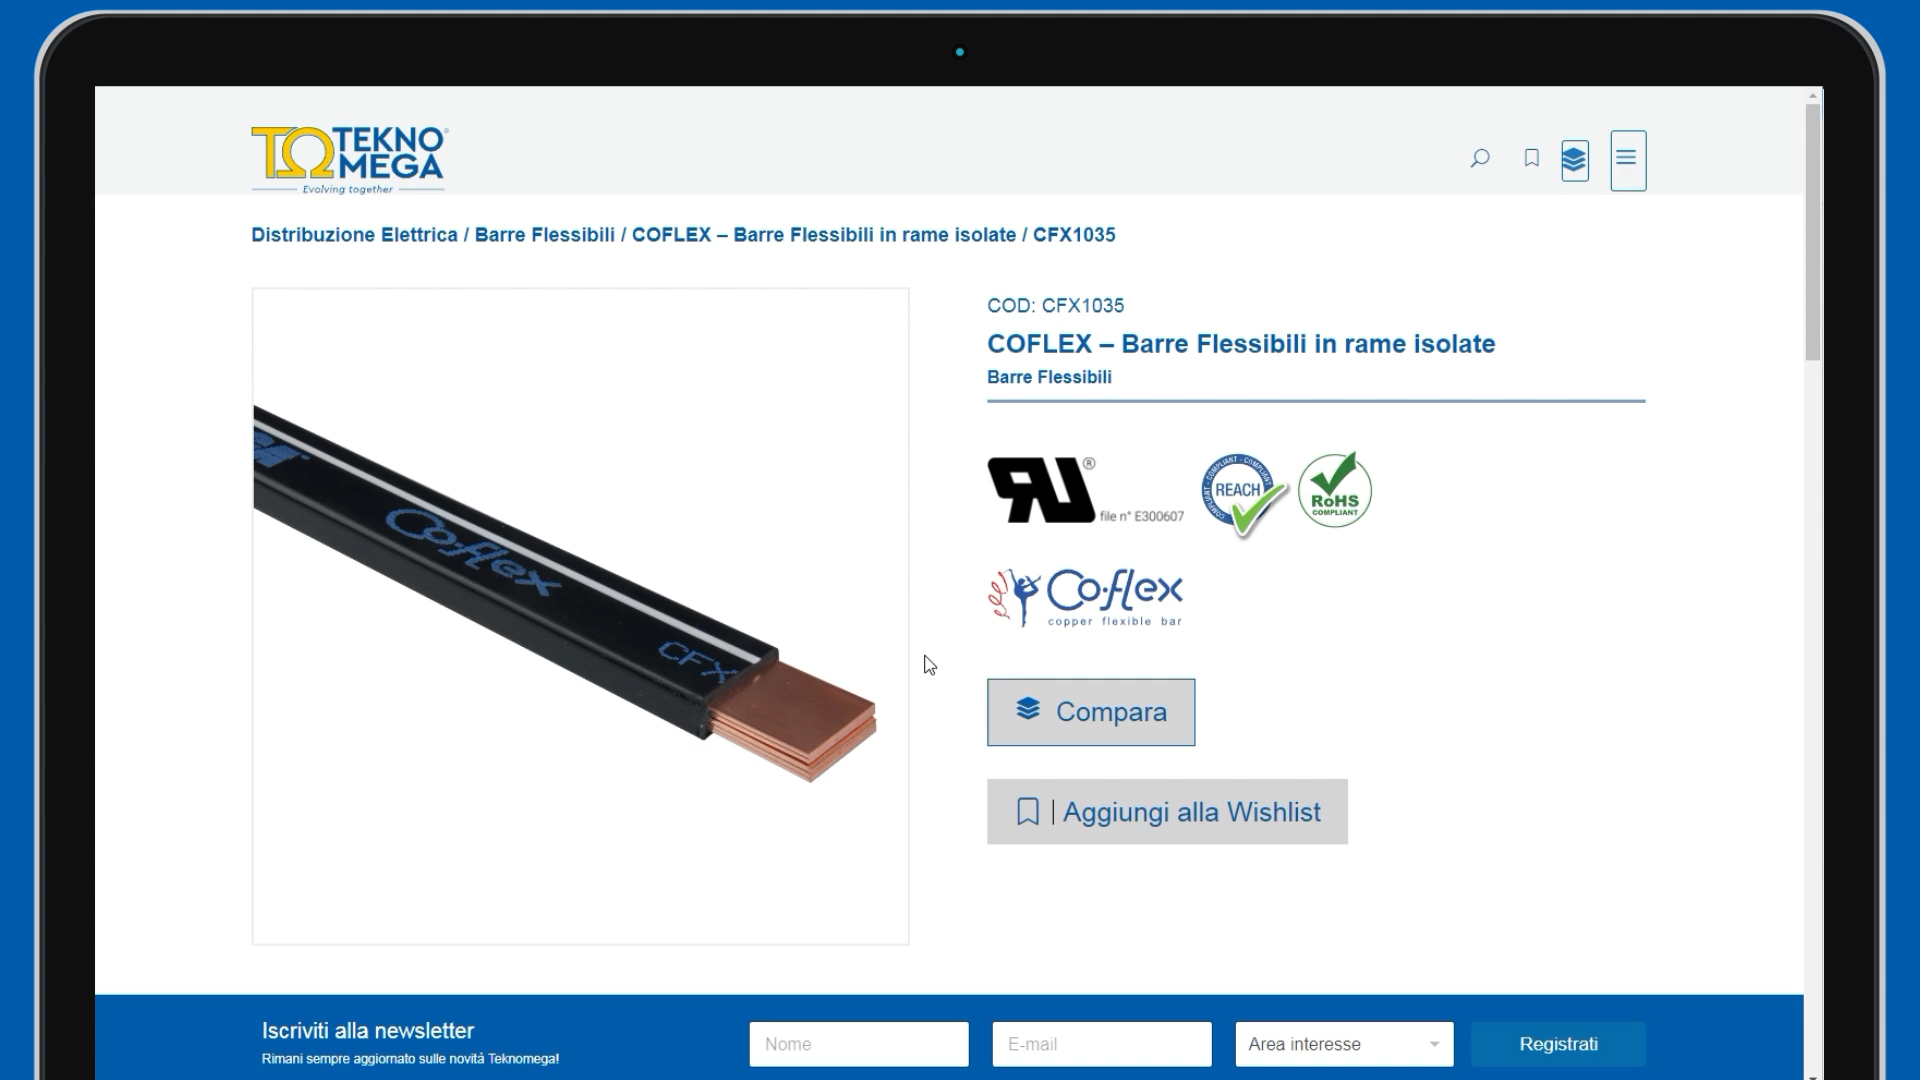 TEKNO
MEGA
Evolving together
Distribuzione Elettrica / Barre Flessibili / COFLEX – Barre Flessibili in rame isolate / CFX1035
COD: CFX1035
COFLEX – Barre Flessibili in rame isolate
Barre Flessibili
® file n° E300607
COMPLIANT - COMPLIANT
REACH
RoHS
COMPLIANT
Co·flex
copper flexible bar
Co·flex
CFX
Compara
Aggiungi alla Wishlist
Iscriviti alla newsletter
Rimani sempre aggiornato sulle novità Teknomega!
Nome
E-mail
Area interesse
Registrati